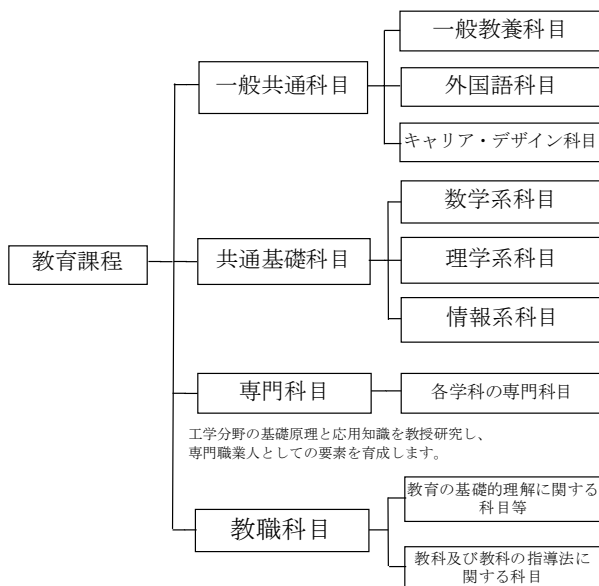 教育課程
一般共通科目
一般教養科目
外国語科目
キャリア・デザイン科目
共通基礎科目
数学系科目
理学系科目
情報系科目
専門科目
各学科の専門科目
工学分野の基礎原理と応用知識を教授研究し、
専門職業人としての要素を育成します。
教職科目
教育の基礎的理解に関する
科目等
教科及び教科の指導法に
関する科目